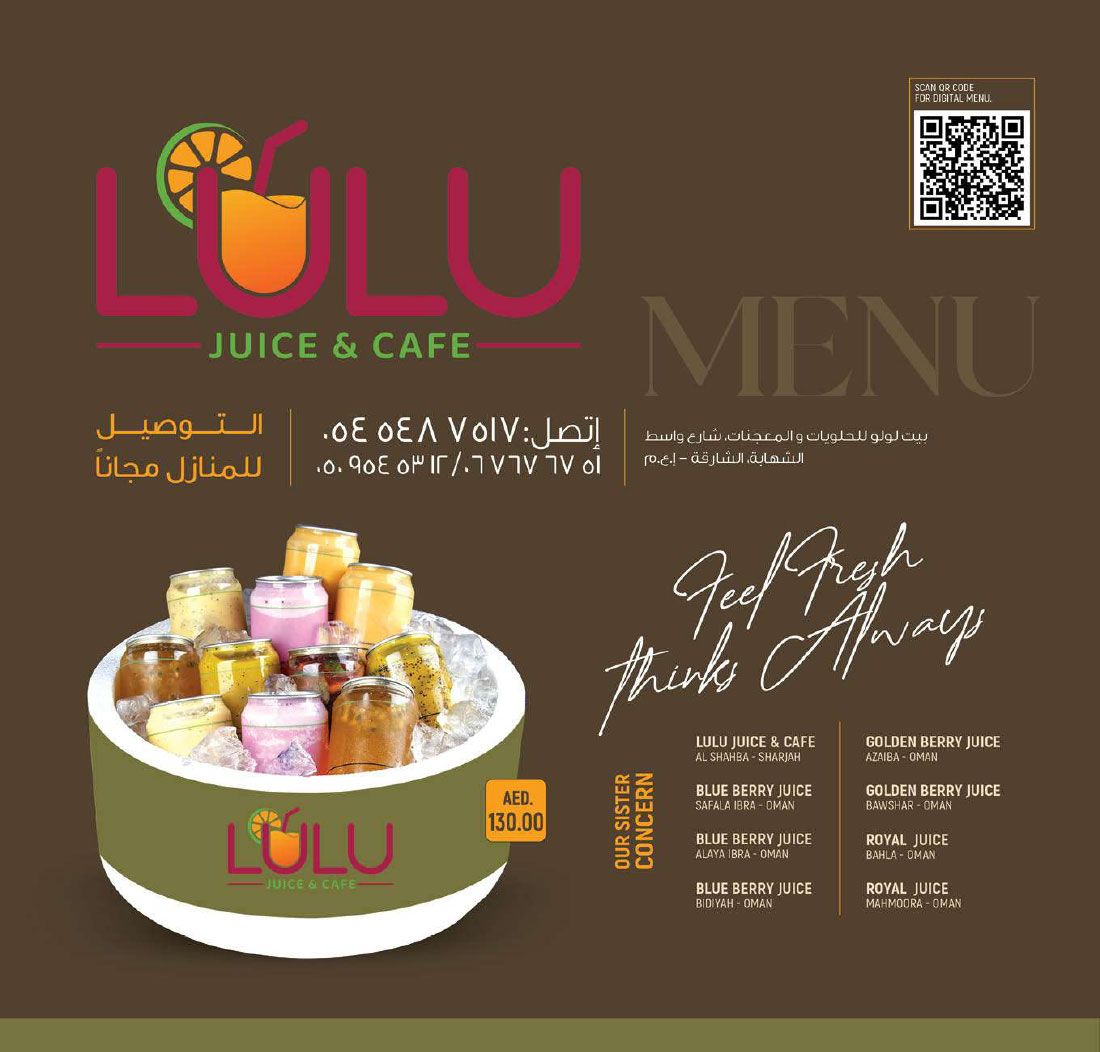 SCAN QR CODE
FOR DIGITAL MENU.
LULU
JUICE & CAFE
MENU
التوصيل
للمنازل مجاناً
إتصل: ٠٥٤ ٥٤٨ ٧٥١٧
٠٥٠ ٩٥٤ ٥٣ ١٢/٠٦ ٧٦٧ ٦٧ ٥١
بيت لولو للحلويات و المعجنات، شارع واسط
الشهابة، الشارقة – إ.ع.م
Feel Fresh
thinks Always
AED.
130.00
LULU
JUICE & CAFE
OUR SISTER
CONCERN
LULU JUICE & CAFE
AL SHAHBA - SHARJAH
BLUE BERRY JUICE
SAFALA IBRA - OMAN
BLUE BERRY JUICE
ALAYA IBRA - OMAN
BLUE BERRY JUICE
BIDIYAH - OMAN
GOLDEN BERRY JUICE
AZAIBA - OMAN
GOLDEN BERRY JUICE
BAWSHAR - OMAN
ROYAL JUICE
BAHLA - OMAN
ROYAL JUICE
MAHMOORA - OMAN